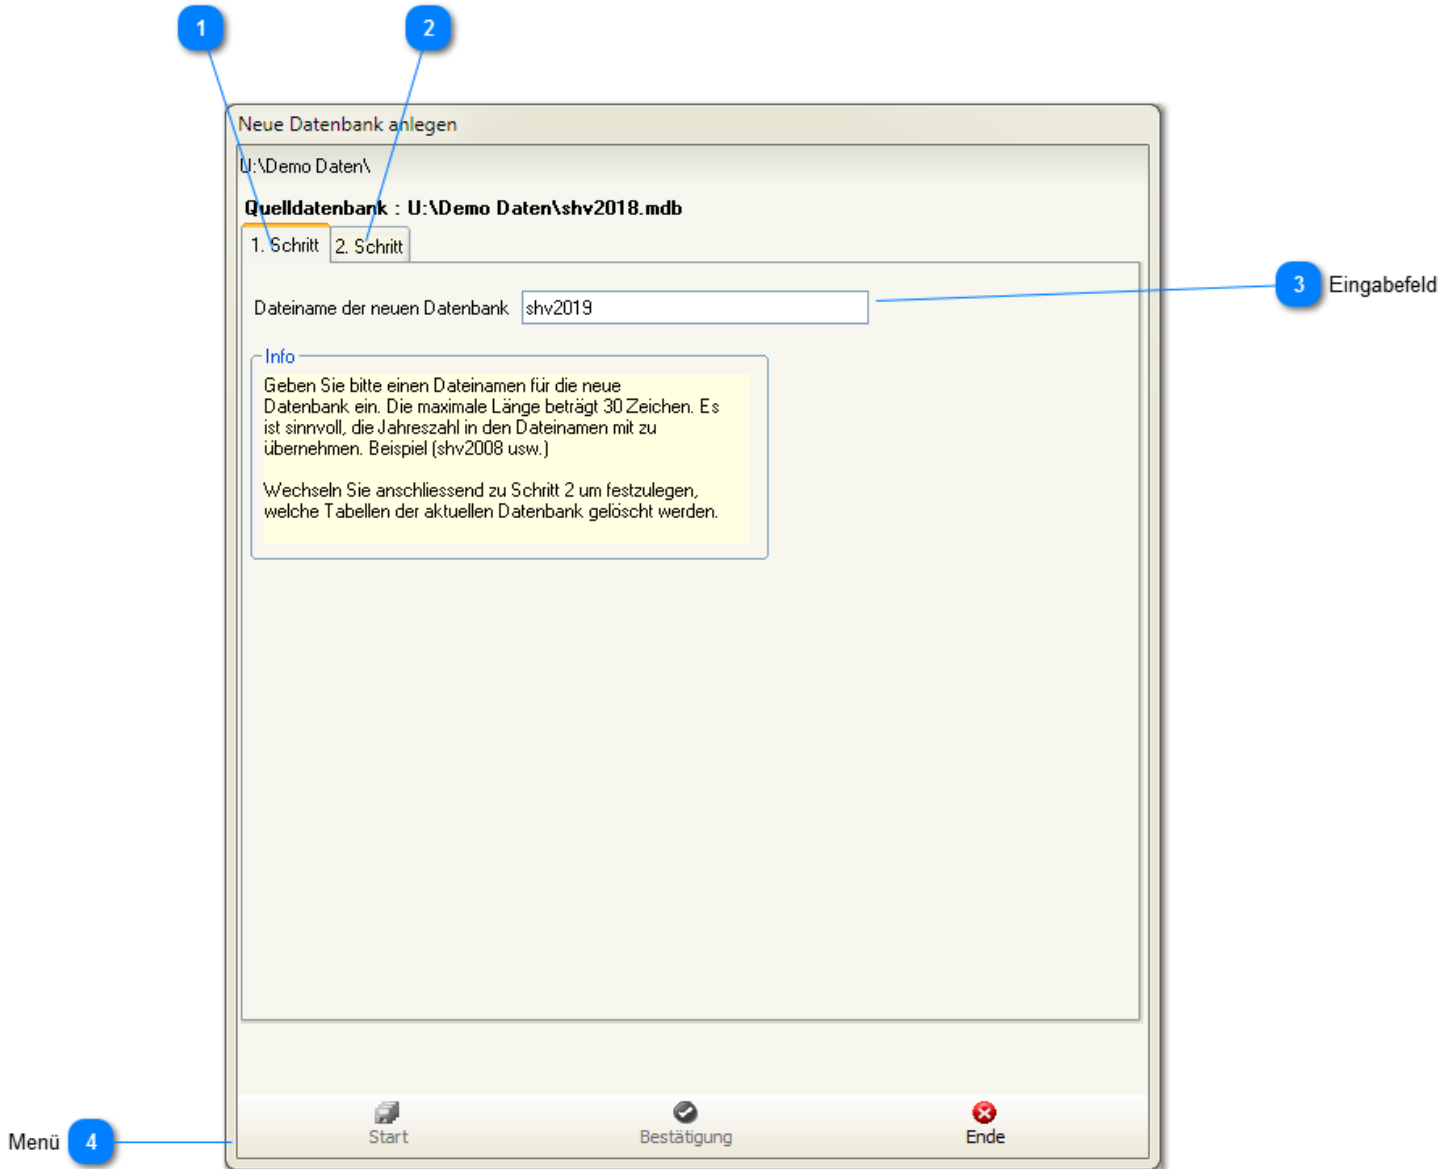 1
2
Neue Datenbank anlegen
U:\Demo Daten\
Quelldatenbank : U:\Demo Daten\shv2018.mdb
1. Schritt
2. Schritt
Dateiname der neuen Datenbank
shv2019
3
Eingabefeld
Info
Geben Sie bitte einen Dateinamen für die neue
Datenbank ein. Die maximale Länge beträgt 30 Zeichen. Es
ist sinnvoll, die Jahreszahl in den Dateinamen mit zu
übernehmen. Beispiel (shv2008 usw.)
Wechseln Sie anschliessend zu Schritt 2 um festzulegen,
welche Tabellen der aktuellen Datenbank gelöscht werden.
Start
Bestätigung
Ende
Menü
4